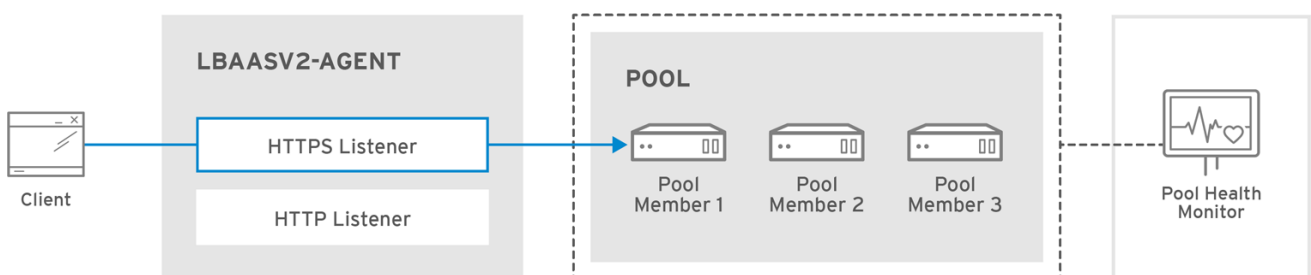 LBAASV2-AGENT
POOL
HTTPS Listener
Client
HTTP Listener
Pool
Member 1
Pool
Member 2
Pool
Member 3
Pool Health
Monitor